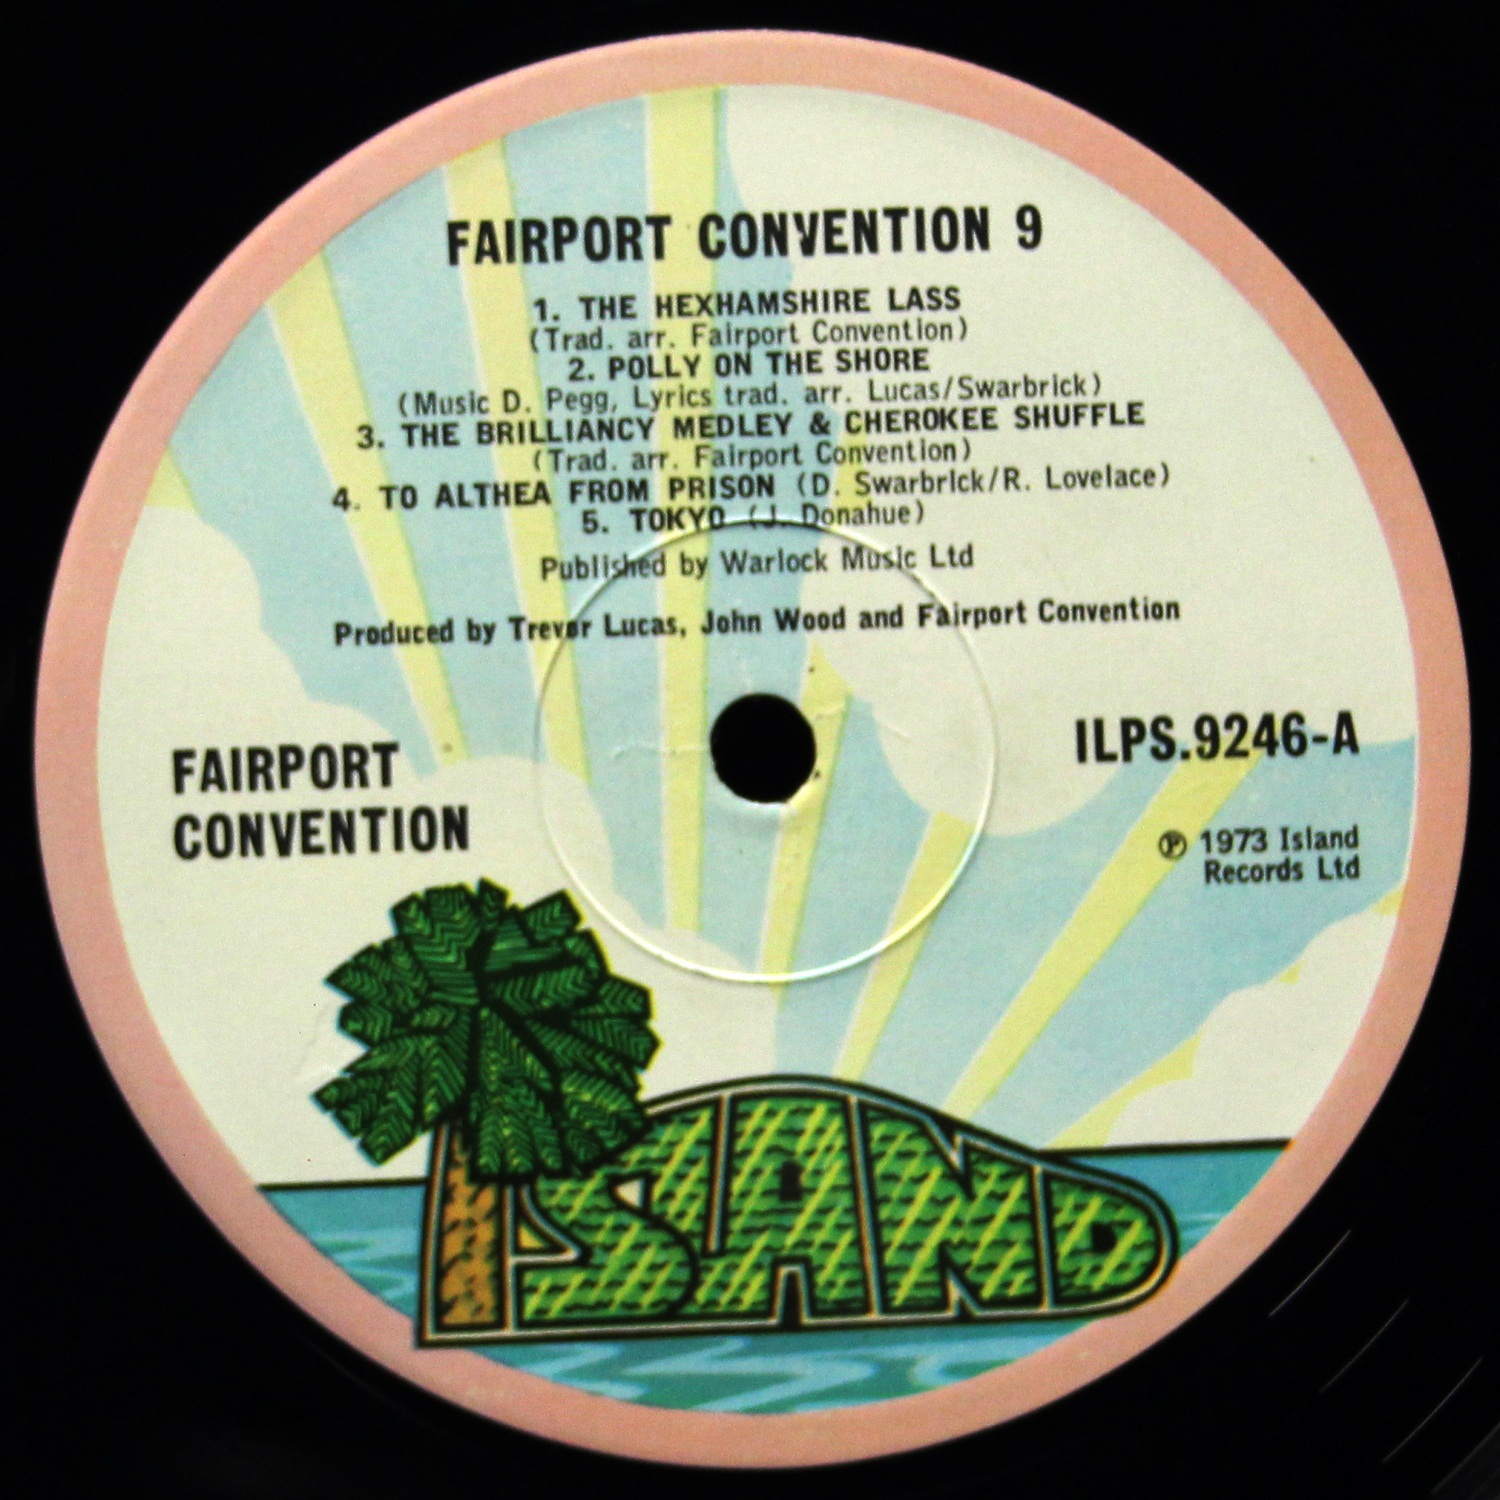 FAIRPORT CONVENTION 9
1. THE HEXHAMSHIRE LASS
(Trad. arr. Fairport Convention)
2. POLLY ON THE SHORE
(Music D. Pegg, Lyrics trad. arr. Lucas/Swarbrick)
3. THE BRILLIANCY MEDLEY & CHEROKEE SHUFFLE
(Trad. arr. Fairport Convention)
4. TO ALTHEA FROM PRISON (D. Swarbrick/R. Lovelace)
5. TOKYO (J. Donahue)
Published by Warlock Music Ltd
Produced by Trevor Lucas, John Wood and Fairport Convention
FAIRPORT
CONVENTION
ILPS.9246-A
℗ 1973 Island
Records Ltd
ISLAND